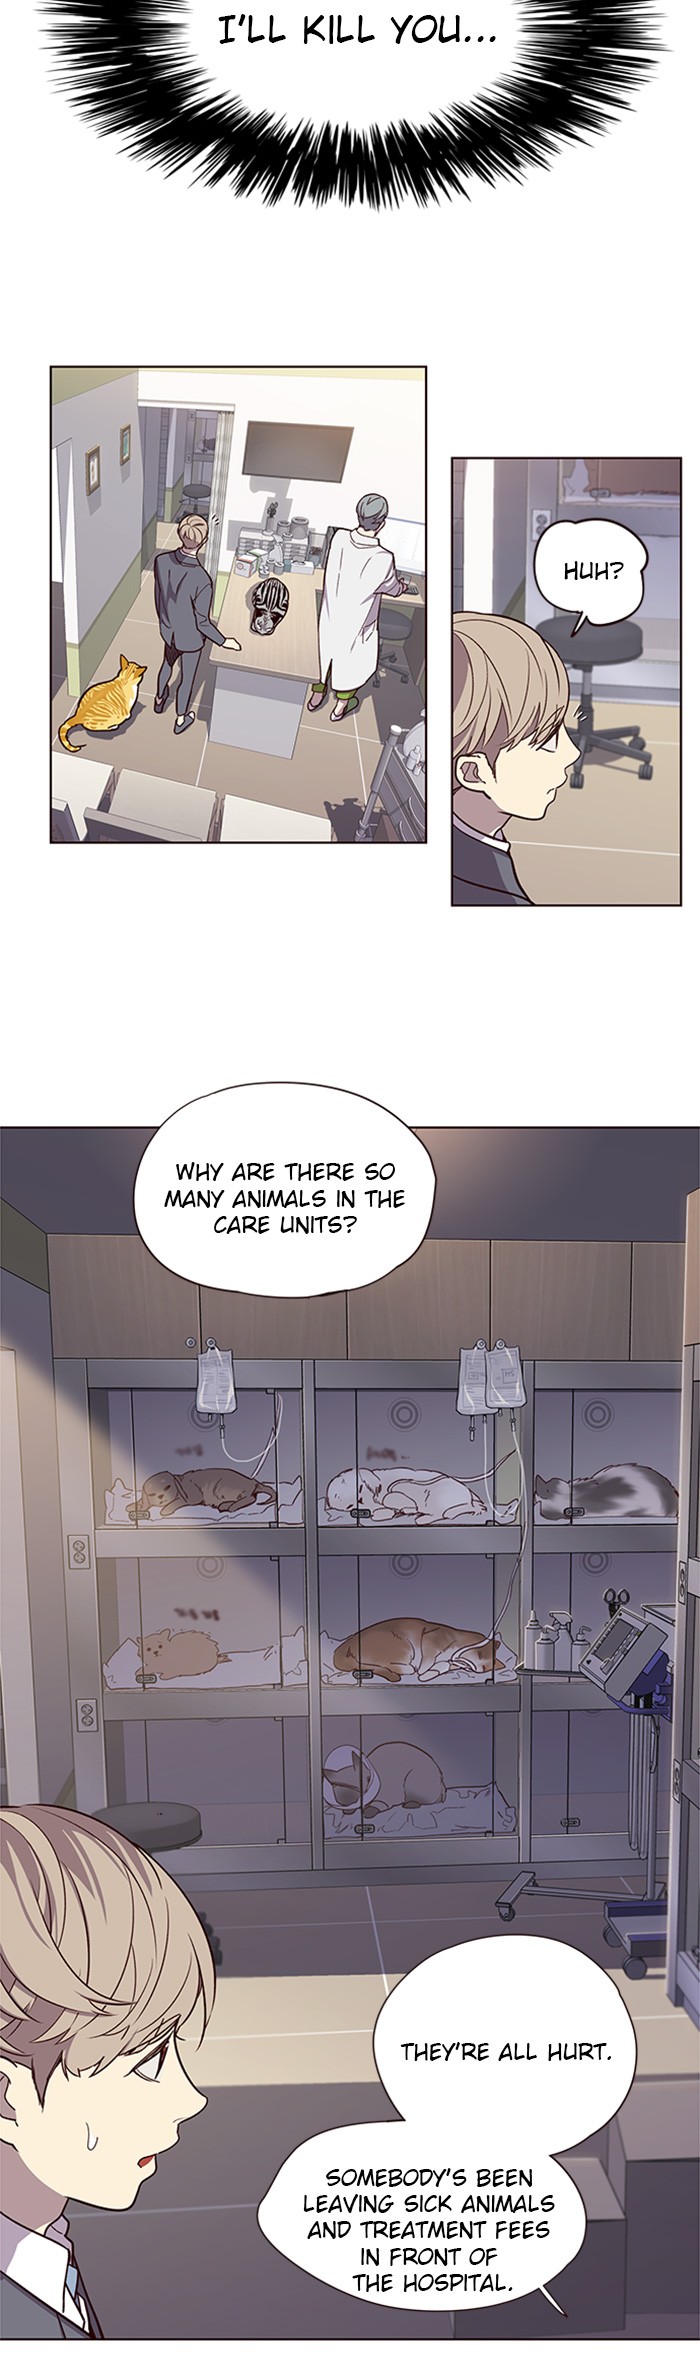 I'LL KILL YOU...
HUH?
WHY ARE THERE SO
MANY ANIMALS IN THE
CARE UNITS?
THEY'RE ALL HURT.
SOMEBODY'S BEEN
LEAVING SICK ANIMALS
AND TREATMENT FEES
IN FRONT OF
THE HOSPITAL.